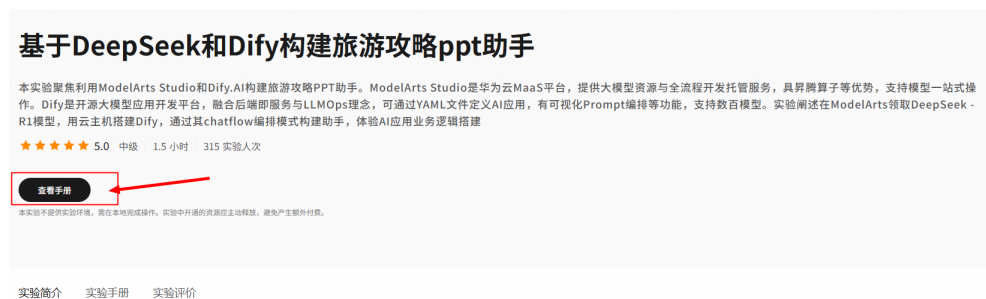 基于DeepSeek和Dify构建旅游攻略ppt助手
本实验聚焦利用ModelArts Studio和Dify.AI构建旅游攻略PPT助手。ModelArts Studio是华为云MaaS平台，提供大模型资源与全流程开发托管服务，具昇腾算子等优势，支持模型一站式操
作。Dify是开源大模型应用开发平台，融合后端即服务与LLMOps理念，可通过YAML文件定义AI应用，有可视化Prompt编排等功能，支持数百模型。实验阐述在ModelArts领取DeepSeek -
R1模型，用云主机搭建Dify，通过其chatflow编排模式构建助手，体验AI应用业务逻辑搭建
5.0 中级 1.5 小时 315 实验人次
查看手册
本实验不提供实验环境，需在本地完成操作。实验中开通的资源应主动释放，避免产生额外付费。
实验简介 实验手册 实验评价